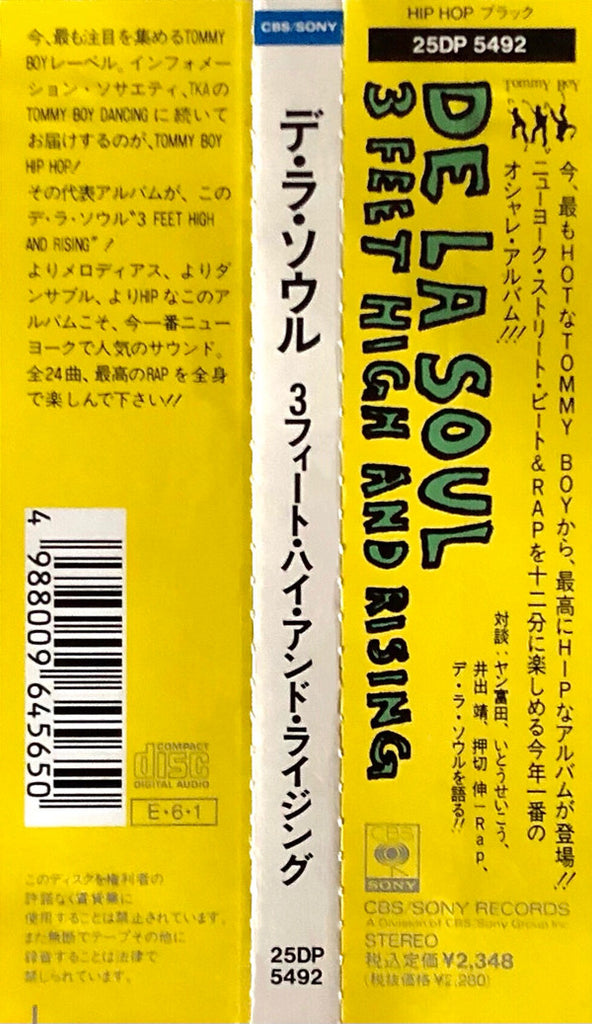 今、最も注目を集めるTOMMY
BOYレーベル。インフォメー
ション・ソサエティ、TKAの
TOMMY BOY DANCING に続いて
お届けするのが、TOMMY BOY
HIP HOP!
その代表アルバムが、この
デ・ラ・ソウル"3 FEET HIGH
AND RISING"!
よりメロディアス、よりダ
ンサブル、よりHIPなこのア
ルバムこそ、今一番ニュー
ヨークで人気のサウンド。
全24曲、最高のRAPを全身
で楽しんで下さい!!
4 988009 645650
COMPACT
disc
DIGITAL AUDIO
E・6・1
このディスクを権利者の
許諾なく賃貸業に
使用することは禁止されています。
また無断でテープその他に
録音することは法律で
禁じられています。
CBS/SONY
デ・ラ・ソウル 3フィート・ハイ・アンド・ライジング
25DP
5492
HIP HOP ブラック
25DP 5492
Tommy Boy
今、最もHOTなTOMMY BOYから、最高にHIPなアルバムが登場!!
ニューヨーク・ストリート・ビート&RAPを十二分に楽しめる今年一番の
オシャレ・アルバム!!!
DE LA SOUL
3 FEET HIGH AND RISING
対談:ヤン富田、いとうせいこう、
井出 靖、押切 伸一Rap、
デ・ラ・ソウルを語る!!
CBS
SONY
CBS/SONY RECORDS
A Division of CBS/Sony Group Inc.
STEREO
税込定価¥2,348
(税抜価格¥2,280)